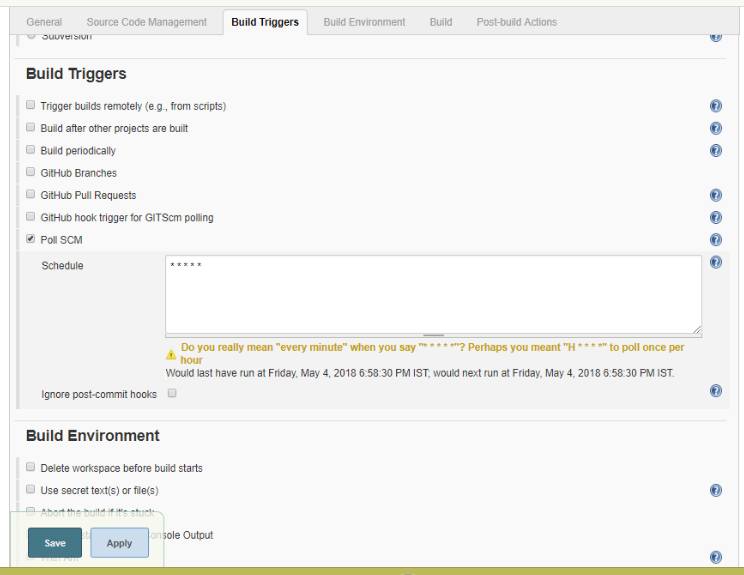 General Source Code Management Build Triggers Build Environment Build Post-build Actions
Subversion
Build Triggers
Trigger builds remotely (e.g., from scripts)
Build after other projects are built
Build periodically
GitHub Branches
GitHub Pull Requests
GitHub hook trigger for GITScm polling
Poll SCM
Schedule
* * * * *
Do you really mean "every minute" when you say "* * * * *"? Perhaps you meant "H * * * *" to poll once per
hour
Would last have run at Friday, May 4, 2018 6:58:30 PM IST; would next run at Friday, May 4, 2018 6:58:30 PM IST.
Ignore post-commit hooks
Build Environment
Delete workspace before build starts
Use secret text(s) or file(s)
Abort the build if it's stuck
Output
Save Apply